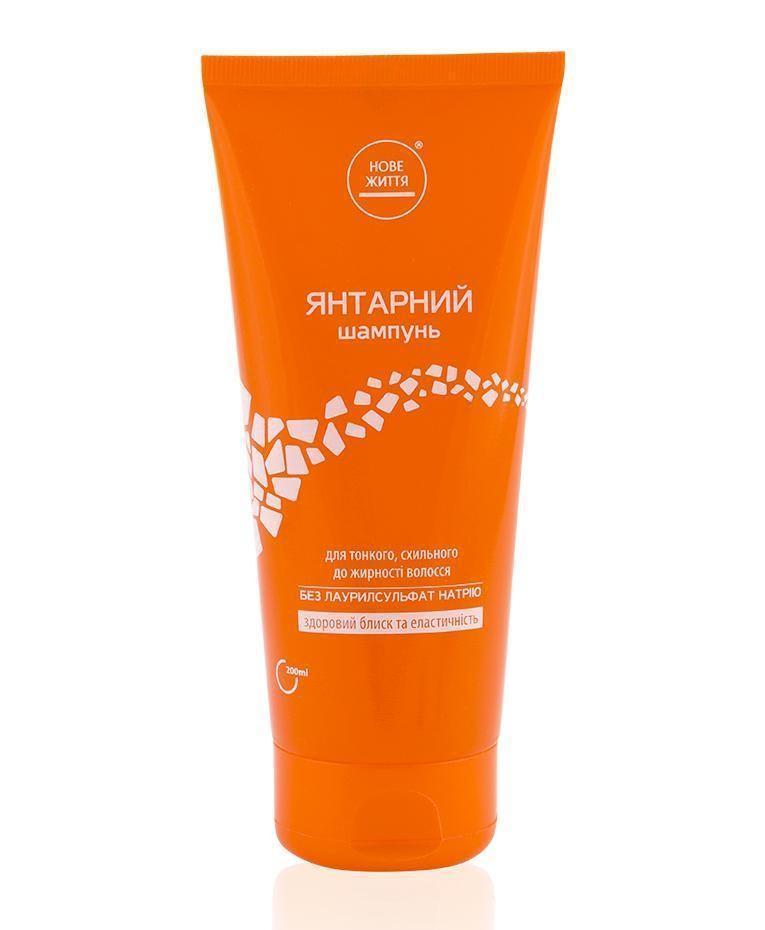 НОВЕ
ЖИТТЯ
®
ЯНТАРНИЙ
шампунь
для тонкого, схильного
до жирності волосся
БЕЗ ЛАУРИЛСУЛЬФАТ НАТРІЮ
здоровий блиск та еластичність
200ml